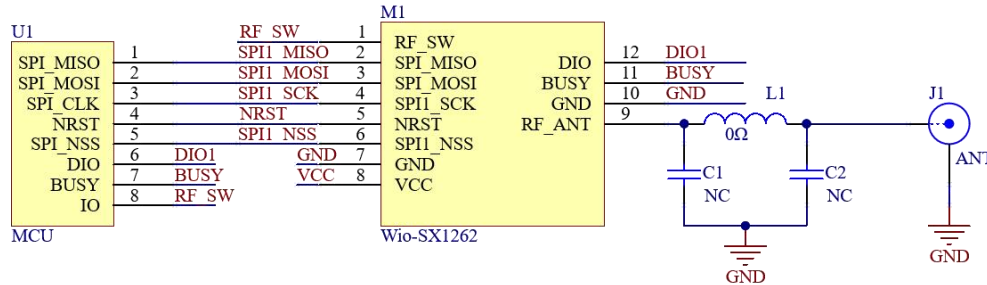 U1
M1
RF_SW 1 RF_SW
SPI_MISO 1 SPI1_MISO 2 SPI_MISO
SPI_MOSI 2 SPI1_MOSI 3 SPI_MOSI
SPI_CLK 3 SPI1_SCK 4 SPI1_SCK
NRST 4 NRST 5 NRST
SPI_NSS 5 SPI1_NSS 6 SPI1_NSS
DIO 6 DIO1 GND 7 GND
BUSY 7 BUSY VCC 8 VCC
IO 8 RF_SW
MCU
Wio-SX1262
DIO 12 DIO1
BUSY 11 BUSY
GND 10 GND
RF_ANT 9
L1
0Ω
C1
NC
C2
NC
GND
J1
ANT
GND